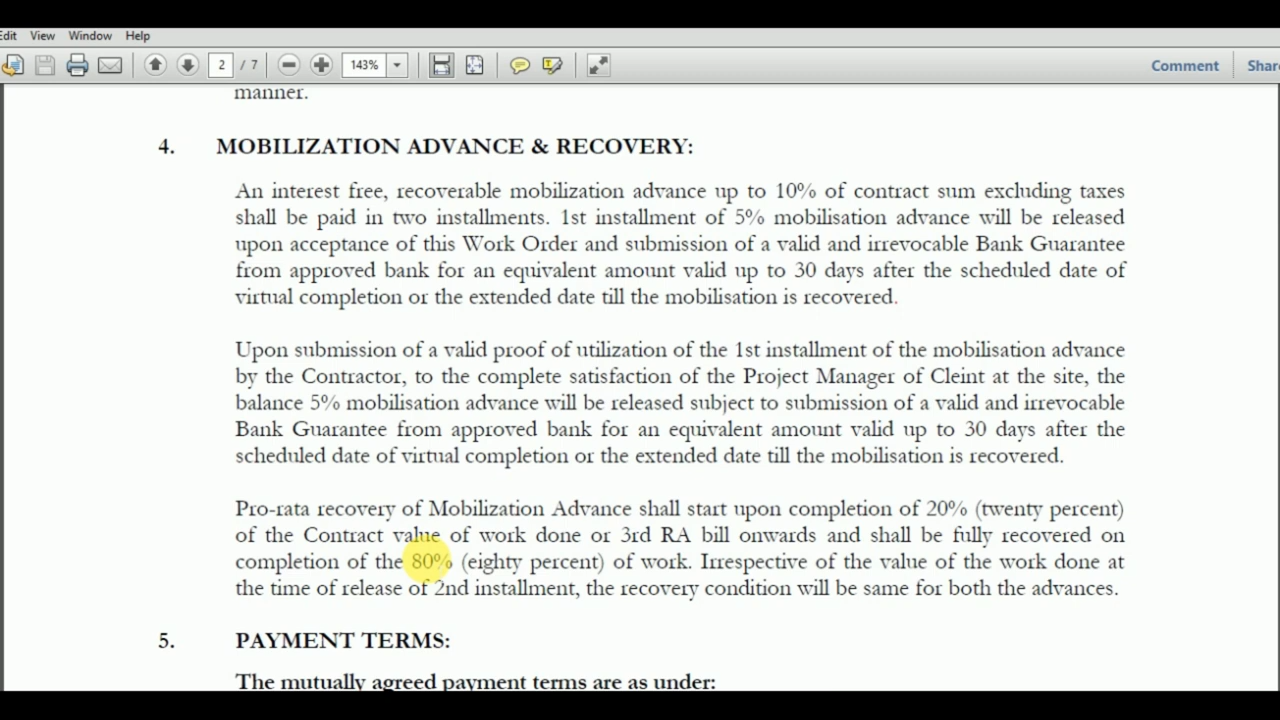 Edit View Window Help
2 / 7 143% Comment Shar
manner.
4. MOBILIZATION ADVANCE & RECOVERY:
An interest free, recoverable mobilization advance up to 10% of contract sum excluding taxes
shall be paid in two installments. 1st installment of 5% mobilisation advance will be released
upon acceptance of this Work Order and submission of a valid and irrevocable Bank Guarantee
from approved bank for an equivalent amount valid up to 30 days after the scheduled date of
virtual completion or the extended date till the mobilisation is recovered.
Upon submission of a valid proof of utilization of the 1st installment of the mobilisation advance
by the Contractor, to the complete satisfaction of the Project Manager of Cleint at the site, the
balance 5% mobilisation advance will be released subject to submission of a valid and irrevocable
Bank Guarantee from approved bank for an equivalent amount valid up to 30 days after the
scheduled date of virtual completion or the extended date till the mobilisation is recovered.
Pro-rata recovery of Mobilization Advance shall start upon completion of 20% (twenty percent)
of the Contract value of work done or 3rd RA bill onwards and shall be fully recovered on
completion of the 80% (eighty percent) of work. Irrespective of the value of the work done at
the time of release of 2nd installment, the recovery condition will be same for both the advances.
5. PAYMENT TERMS:
The mutually agreed payment terms are as under: